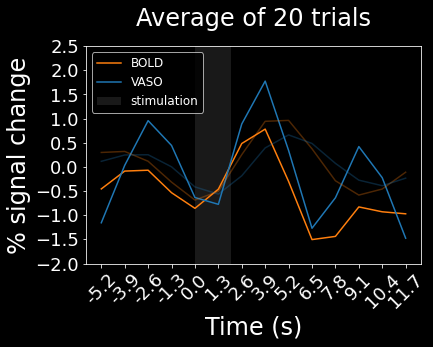 Average of 20 trials
BOLD
VASO
stimulation
% signal change
2.5
2.0
1.5
1.0
0.5
0.0
−0.5
−1.0
−1.5
−2.0
-5.2 -3.9 -2.6 -1.3 0.0 1.3 2.6 3.9 5.2 6.5 7.8 9.1 10.4 11.7
Time (s)